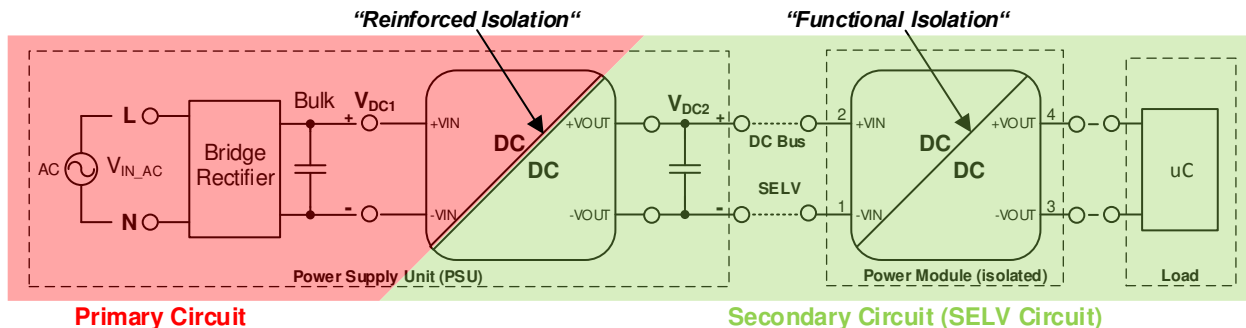 “Reinforced Isolation“
“Functional Isolation“
L
Bulk
+
VDC1
VDC2
+
2
4
+VIN
+VOUT
DC Bus
+VIN
+VOUT
AC
VIN_AC
Bridge
Rectifier
DC
DC
DC
DC
uC
SELV
N
-
-VIN
-VOUT
-
1
-VIN
-VOUT
3
Power Supply Unit (PSU)
Power Module (isolated)
Load
Primary Circuit
Secondary Circuit (SELV Circuit)